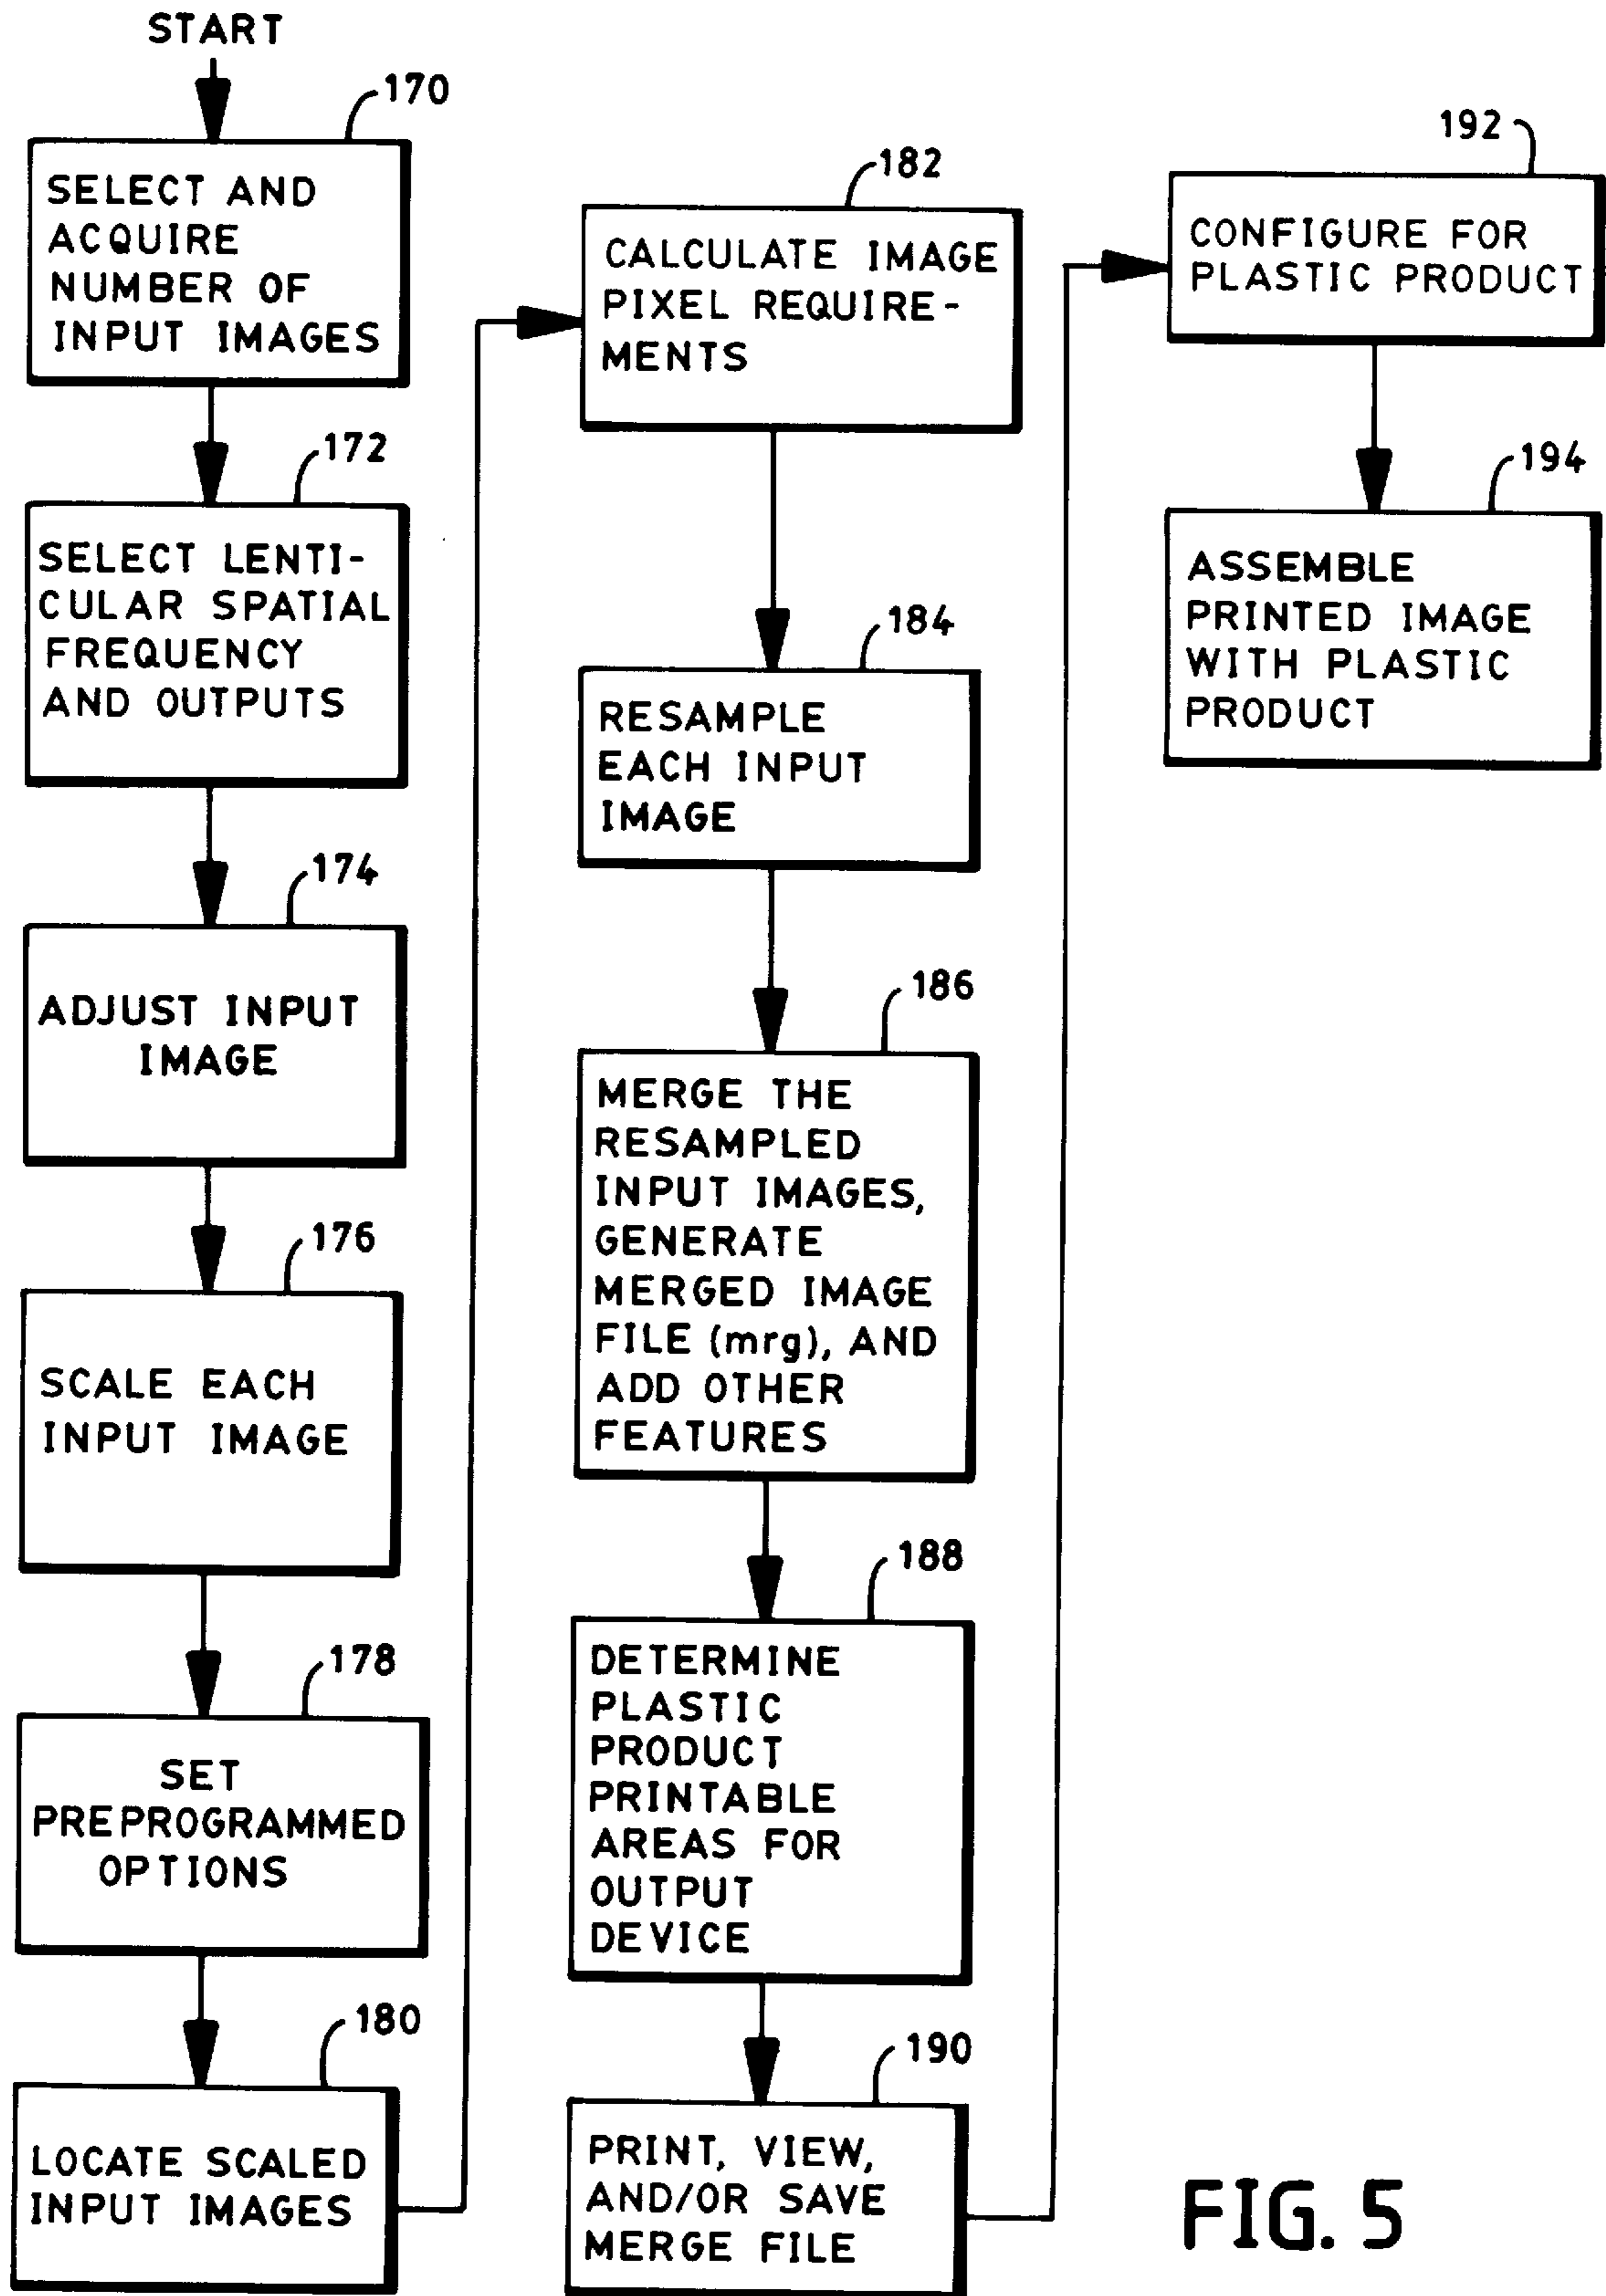 START
170
SELECT AND
ACQUIRE
NUMBER OF
INPUT IMAGES
172
SELECT LENTI-
CULAR SPATIAL
FREQUENCY
AND OUTPUTS
174
ADJUST INPUT
IMAGE
176
SCALE EACH
INPUT IMAGE
178
SET
PREPROGRAMMED
OPTIONS
180
LOCATE SCALED
INPUT IMAGES
182
CALCULATE IMAGE
PIXEL REQUIRE-
MENTS
184
RESAMPLE
EACH INPUT
IMAGE
186
MERGE THE
RESAMPLED
INPUT IMAGES,
GENERATE
MERGED IMAGE
FILE (mrg), AND
ADD OTHER
FEATURES
188
DETERMINE
PLASTIC
PRODUCT
PRINTABLE
AREAS FOR
OUTPUT
DEVICE
190
PRINT, VIEW,
AND/OR SAVE
MERGE FILE
192
CONFIGURE FOR
PLASTIC PRODUCT
194
ASSEMBLE
PRINTED IMAGE
WITH PLASTIC
PRODUCT
FIG. 5